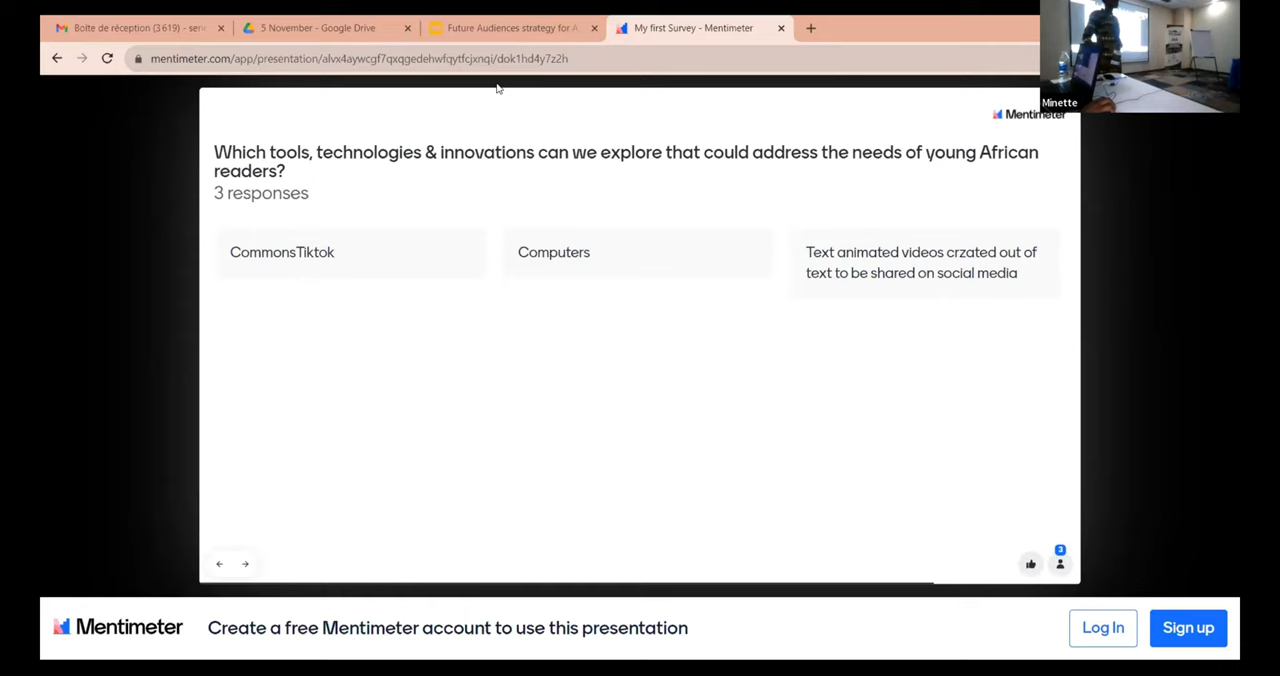 Boîte de réception (3 619) - senc
5 November - Google Drive
Future Audiences strategy for A
My first Survey - Mentimeter
mentimeter.com/app/presentation/alvx4aywcgf7qxqgedehwfqytfcjxnqi/dok1hd4y7z2h
Minette
Mentimeter
Which tools, technologies & innovations can we explore that could address the needs of young African
readers?
3 responses
CommonsTiktok
Computers
Text animated videos crzated out of
text to be shared on social media
3
Mentimeter
Create a free Mentimeter account to use this presentation
Log In
Sign up